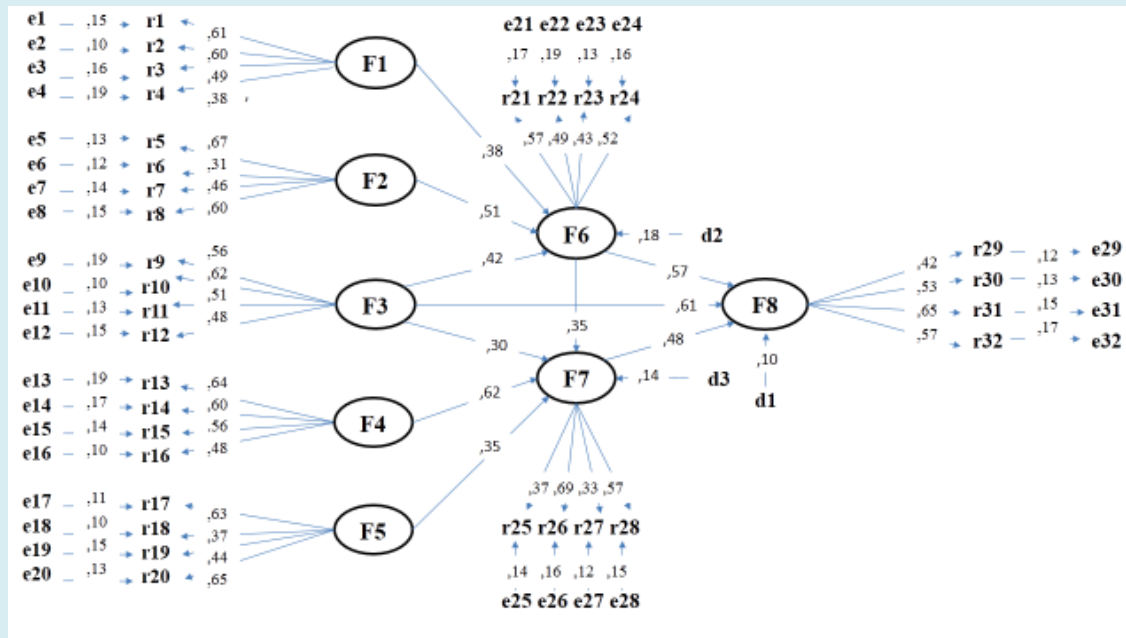 e1 ,15 r1 ,61
e2 ,10 r2 ,60
e3 ,16 r3 ,49
e4 ,19 r4 ,38 ,
F1
e5 ,13 r5 ,67
e6 ,12 r6 ,31
e7 ,14 r7 ,46
e8 ,15 r8 ,60
F2
e9 ,19 r9 ,56
e10 ,10 r10 ,62
e11 ,13 r11 ,51
e12 ,15 r12 ,48
F3
e13 ,19 r13 ,64
e14 ,17 r14 ,60
e15 ,14 r15 ,56
e16 ,10 r16 ,48
F4
e17 ,11 r17 ,63
e18 ,10 r18 ,37
e19 ,15 r19 ,44
e20 ,13 r20 ,65
F5
e21 e22 e23 e24
,17 ,19 ,13 ,16
r21 r22 r23 r24
,57 ,49 ,43 ,52
,38
,51
,42
F6
,18 d2
,57
,61
,35
,30
,48
,62
,35
F7
,14 d3
,37 ,69 ,33 ,57
r25 r26 r27 r28
,14 ,16 ,12 ,15
e25 e26 e27 e28
F8
,10
d1
,42 r29 ,12 e29
,53 r30 ,13 e30
,65 r31 ,15 e31
,57 r32 ,17 e32